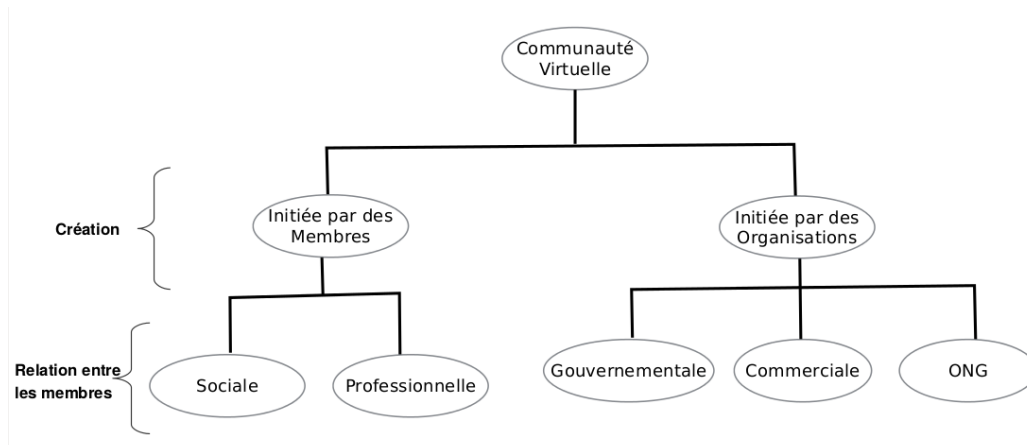 Communauté
Virtuelle
Création
Initiée par des
Membres
Initiée par des
Organisations
Relation entre
les membres
Sociale
Professionnelle
Gouvernementale
Commerciale
ONG